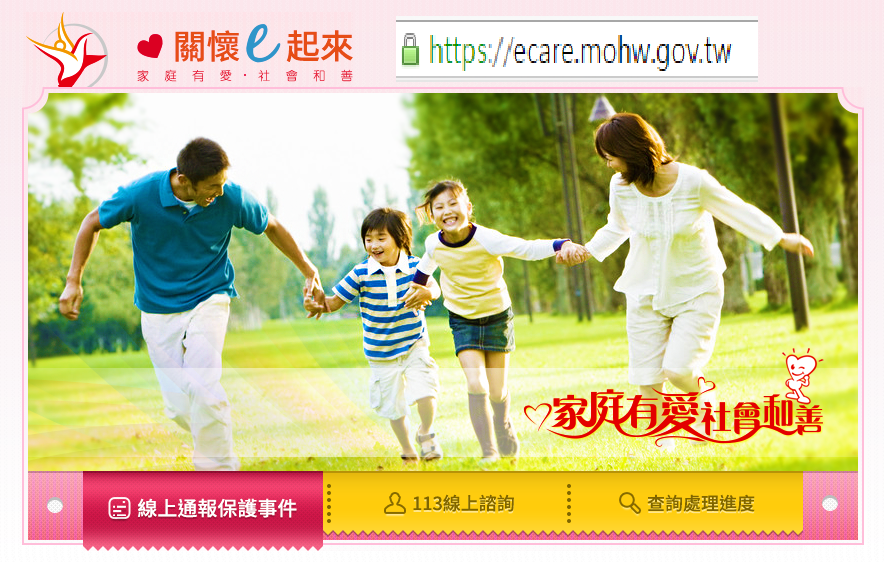 關懷e起來
家庭有愛·社會和善
https://ecare.mohw.gov.tw
家庭有愛社會和善
線上通報保護事件
113線上諮詢
查詢處理進度